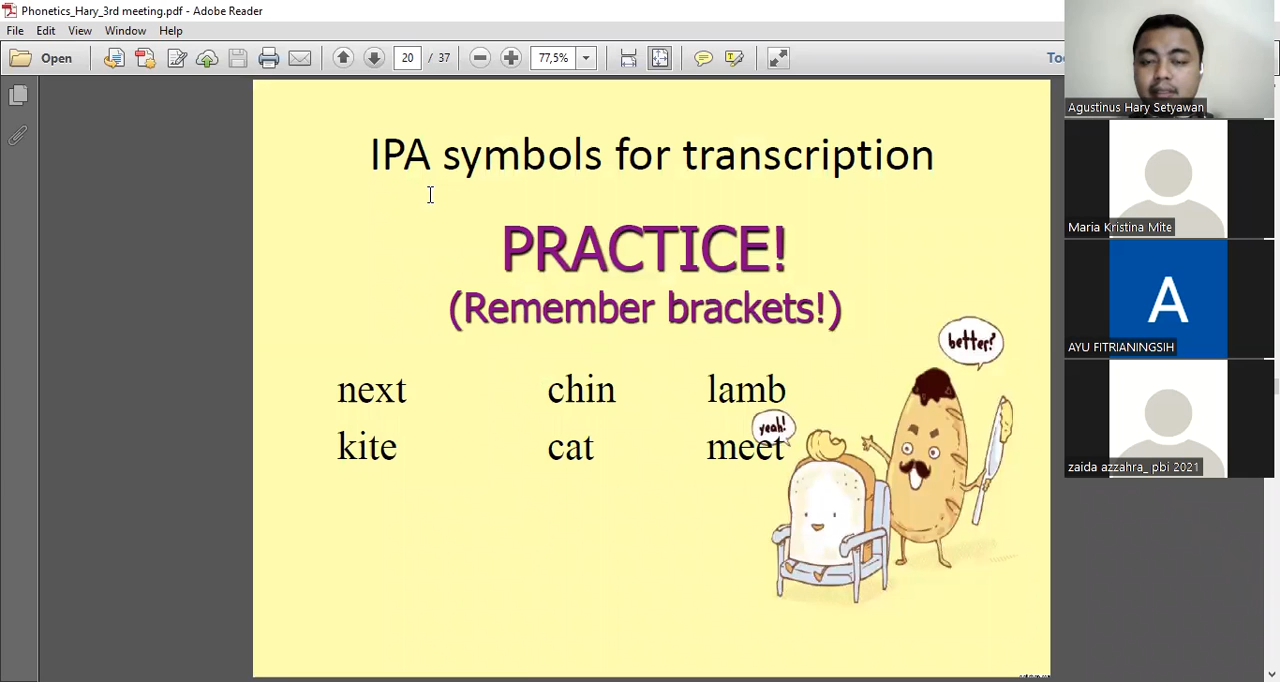 Phonetics_Hary_3rd meeting.pdf - Adobe Reader
File Edit View Window Help
Open 20 / 37 77,5%
IPA symbols for transcription
PRACTICE!
(Remember brackets!)
better?
next chin lamb
yeah!
kite cat meet
Agustinus Hary Setyawan
Maria Kristina Mite
A
AYU FITRIANINGSIH
zaida azzahra_ pbi 2021